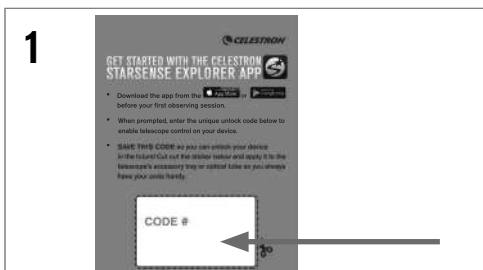 1
CELESTRON
GET STARTED WITH THE CELESTRON
STARSENSE EXPLORER APP
• Download the app from the App Store or Google Play
before your first observing session.
• When prompted, enter the unique unlock code below to
enable telescope control on your device.
• SAVE THIS CODE so you can unlock your device
in the future! Cut out the sticker below and apply it to the
telescope's accessory tray or optical tube so you always
have your code handy.
CODE #